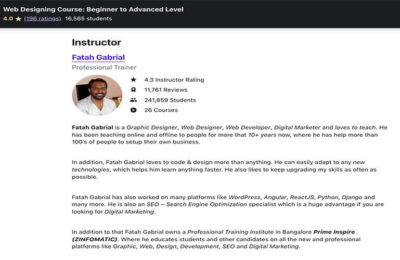 Web Designing Course: Beginner to Advanced Level
4.0 ★ (196 ratings) 16,565 students
Instructor
Fatah Gabrial
Professional Trainer
★ 4.3 Instructor Rating
11,761 Reviews
241,859 Students
26 Courses
Fatah Gabrial is a Graphic Designer, Web Designer, Web Developer, Digital Marketer and loves to teach. He
has been teaching online and offline to people for more that 10+ years now, where he has help more than
100's of people to setup their own business.
In addition, Fatah Gabrial loves to code & design more than anything. He can easily adapt to any new
technologies, which helps him learn anything faster. He also likes to keep upgrading my skills as often as
possible.
Fatah Gabrial has also worked on many platforms like WordPress, Angular, ReactJS, Python, Django and
many more. He is also an SEO – Search Engine Optimization specialist which is a huge advantage if you are
looking for Digital Marketing.
In addition to that Fatah Gabrial owns a Professional Training Institute in Bangalore Prime Inspire
(ZINFOMATIC). Where he educates students and other candidates on all the new and professional
platforms like Graphic, Web, Design, Development, SEO and Digital Marketing.